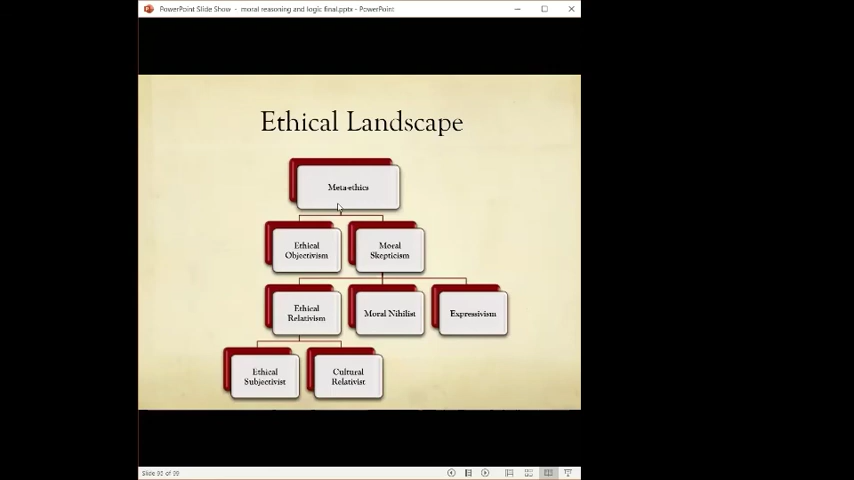 PowerPoint Slide Show - moral reasoning and logic final.pptx - PowerPoint
Ethical Landscape
Meta-ethics
Ethical
Objectivism
Moral
Skepticism
Ethical
Relativism
Moral Nihilist
Expressivism
Ethical
Subjectivist
Cultural
Relativist